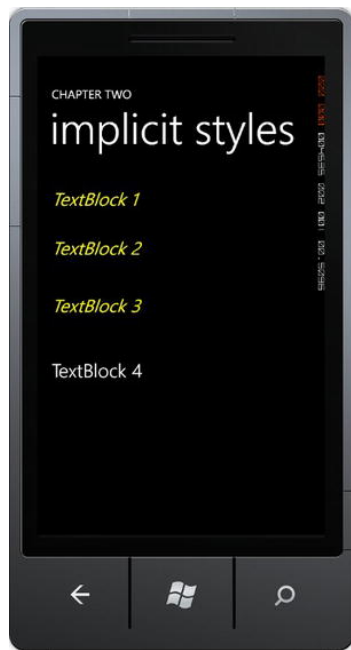 CHAPTER TWO
implicit styles
TextBlock 1
TextBlock 2
TextBlock 3
TextBlock 4